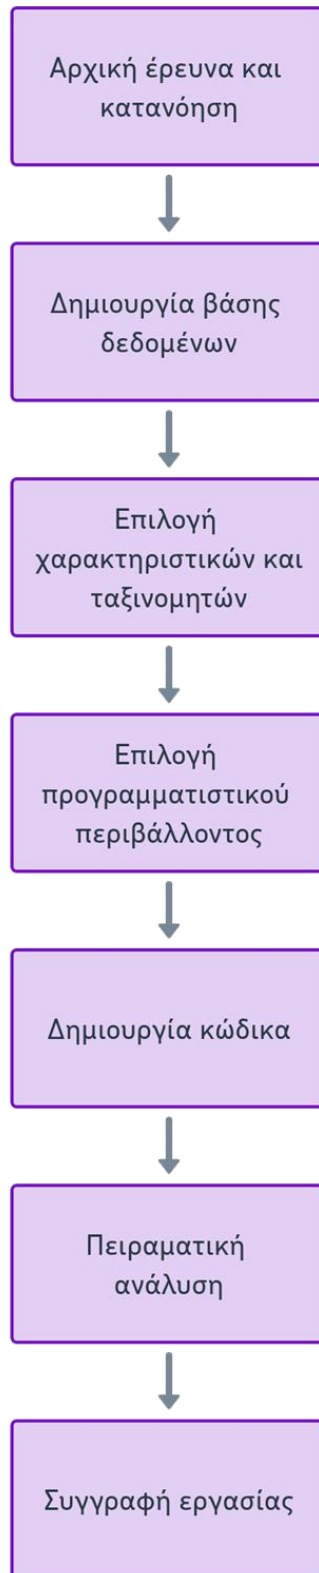 Αρχική έρευνα και
κατανόηση
Δημιουργία βάσης
δεδομένων
Επιλογή
χαρακτηριστικών και
ταξινομητών
Επιλογή
προγραμματιστικού
περιβάλλοντος
Δημιουργία κώδικα
Πειραματική
ανάλυση
Συγγραφή εργασίας